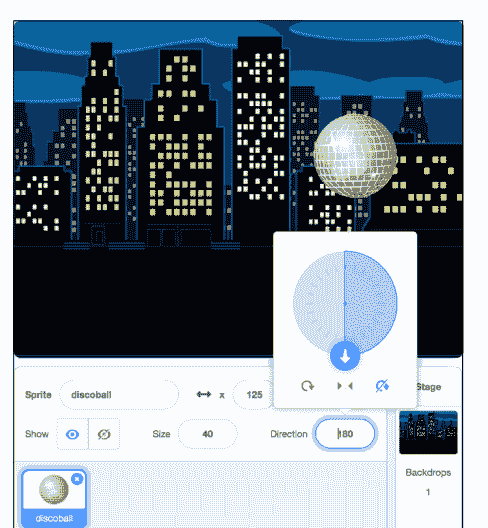 Sprite discoball x 125 Stage
Show Size 40 Direction 180
Backdrops
1
discoball